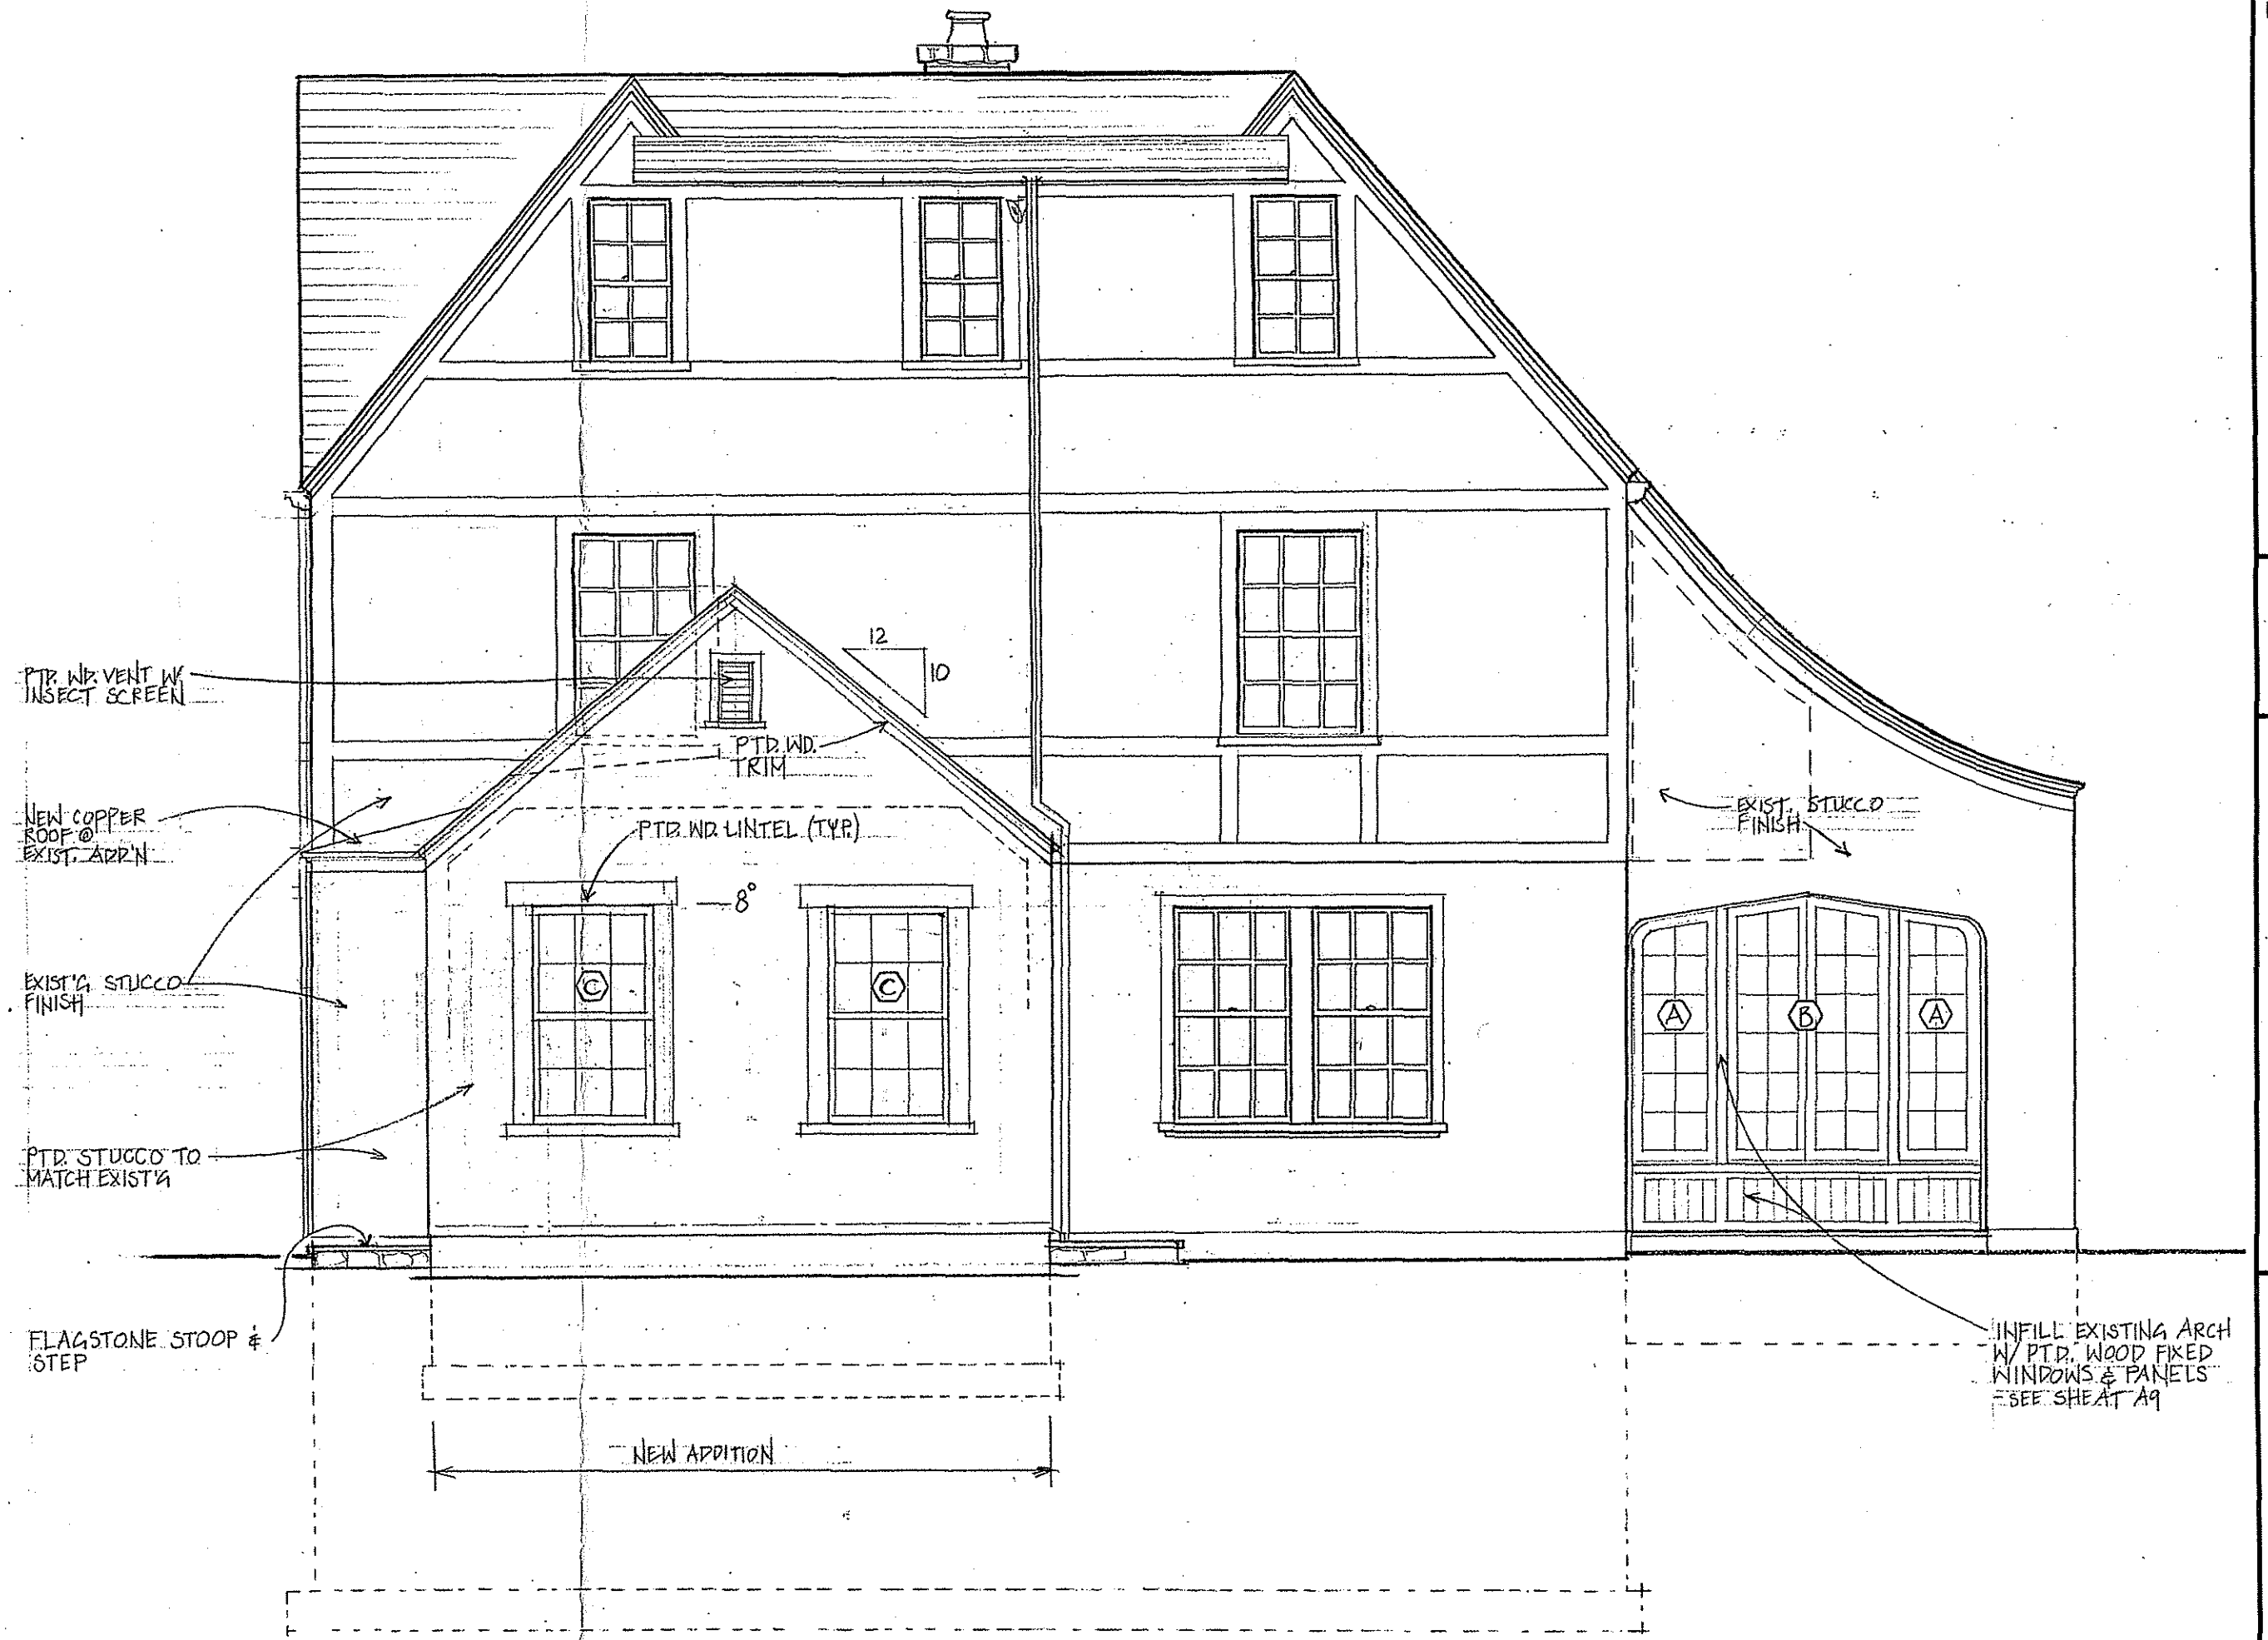 12
10
PTD. WD. VENT W/
INSECT SCREEN
PTD. WD.
TRIM
NEW COPPER
ROOF @
EXIST. ADD'N
PTD. WD. LINTEL (TYP.)
EXIST. STUCCO
FINISH
8°
EXIST'G STUCCO
FINISH
C
C
A
B
A
PTD. STUCCO TO
MATCH EXIST'G
FLAGSTONE STOOP &
STEP
INFILL EXISTING ARCH
W/ PTD. WOOD FIXED
WINDOWS & PANELS
- SEE SHEAT A9
NEW ADDITION